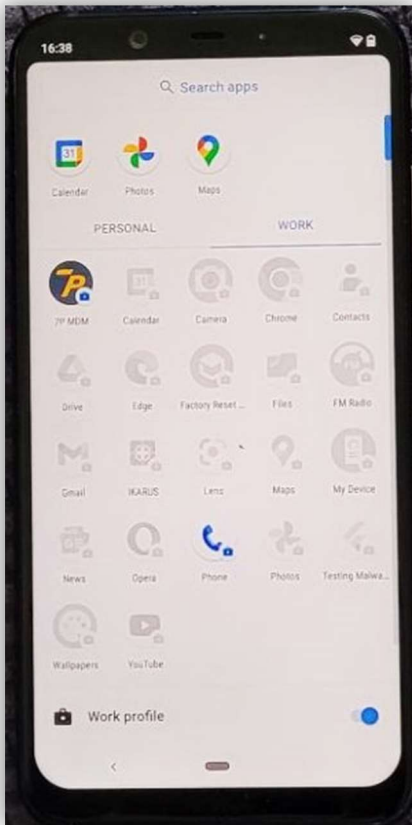 16:38
Search apps
31
Calendar Photos Maps
PERSONAL WORK
7P
7P MDM Calendar Camera Chrome Contacts
Drive Edge Factory Reset ... Files FM Radio
Gmail IKARUS Lens Maps My Device
News Opera Phone Photos Testing Malwa...
Wallpapers YouTube
Work profile